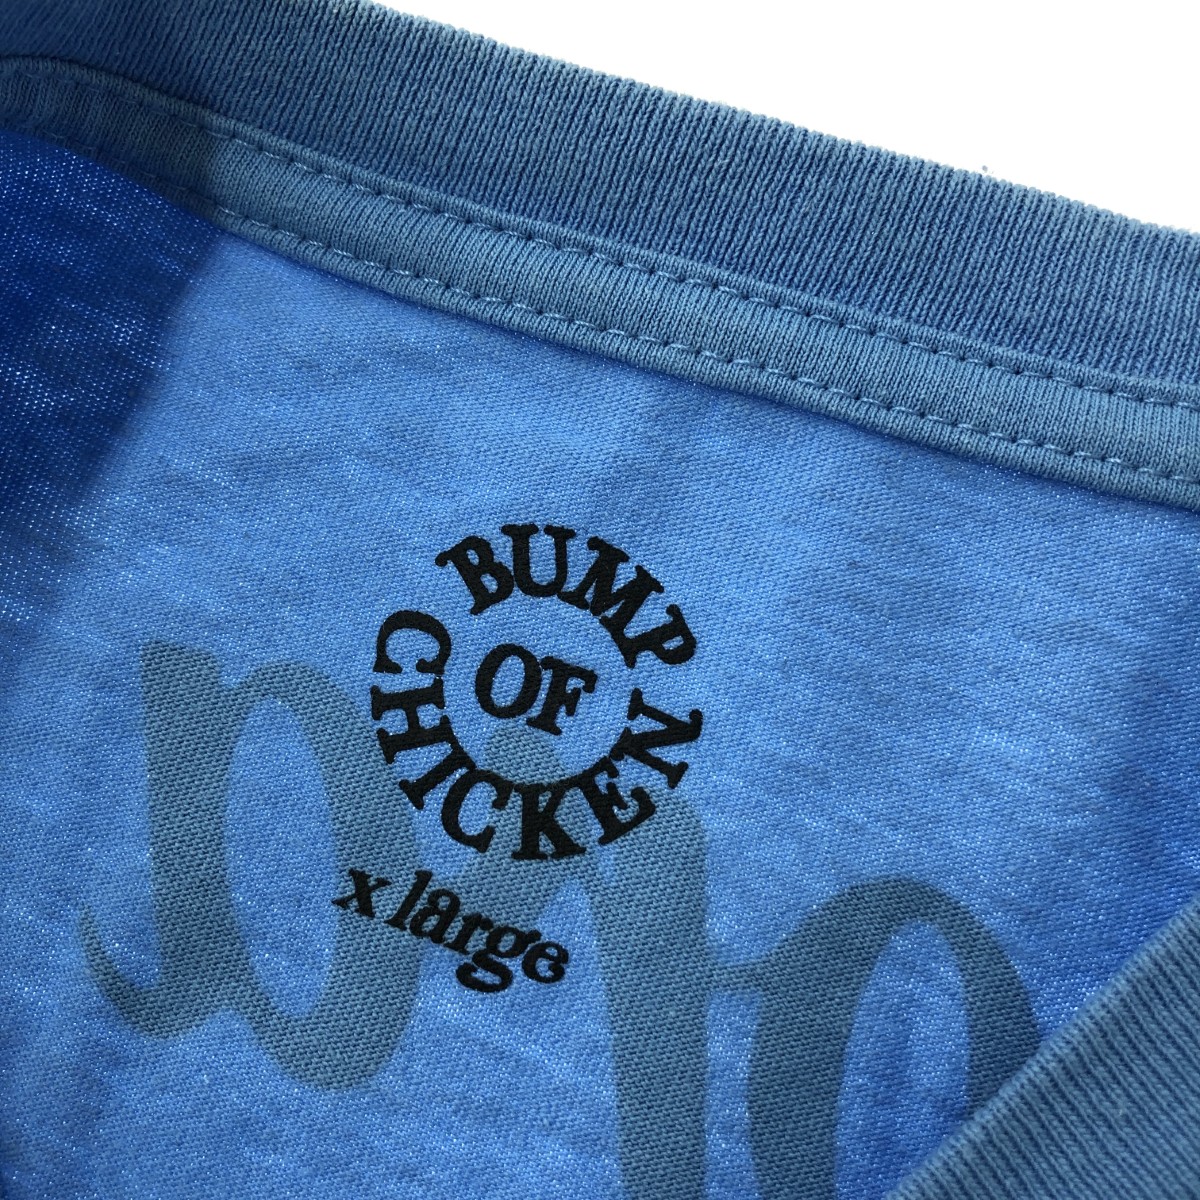 BUMP
OF
CHICKEN
x large